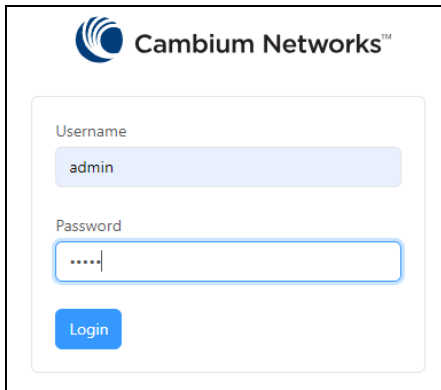 Cambium Networks™
Username
admin
Password
•••••
Login